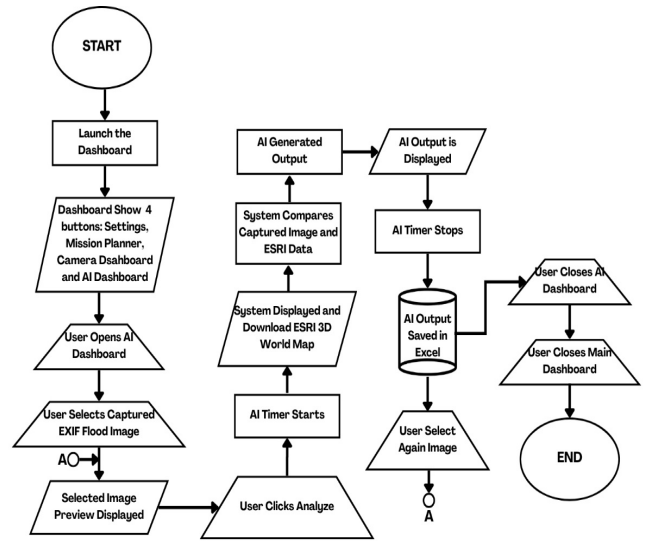 START
Launch the
Dashboard
Dashboard Show 4
buttons: Settings,
Mission Planner,
Camera Dsahboard
and AI Dashboard
User Opens AI
Dashboard
User Selects Captured
EXIF Flood Image
A
Selected Image
Preview Displayed
User Clicks Analyze
AI Timer Starts
System Displayed and
Download ESRI 3D
World Map
System Compares
Captured Image and
ESRI Data
AI Generated
Output
AI Output is
Displayed
AI Timer Stops
AI Output
Saved in
Excel
User Select
Again Image
A
User Closes AI
Dashboard
User Closes Main
Dashboard
END